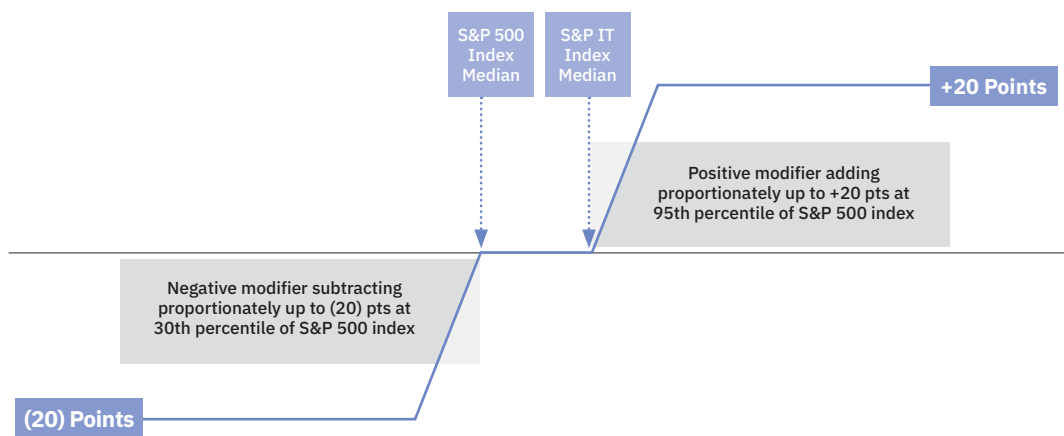 S&P 500
Index
Median
S&P IT
Index
Median
+20 Points
Positive modifier adding
proportionately up to +20 pts at
95th percentile of S&P 500 index
Negative modifier subtracting
proportionately up to (20) pts at
30th percentile of S&P 500 index
(20) Points